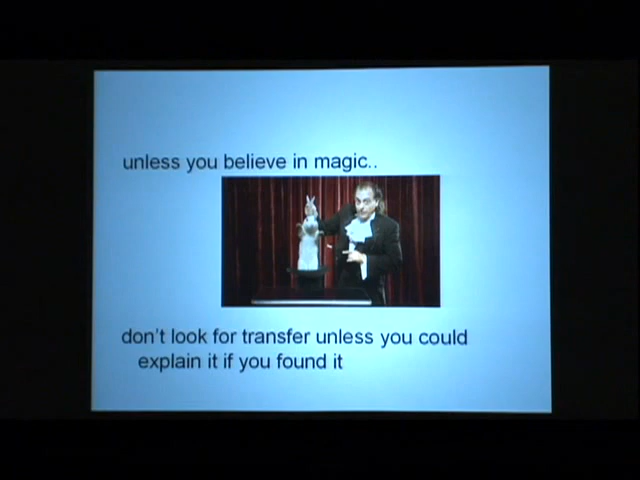 unless you believe in magic..
don't look for transfer unless you could
explain it if you found it